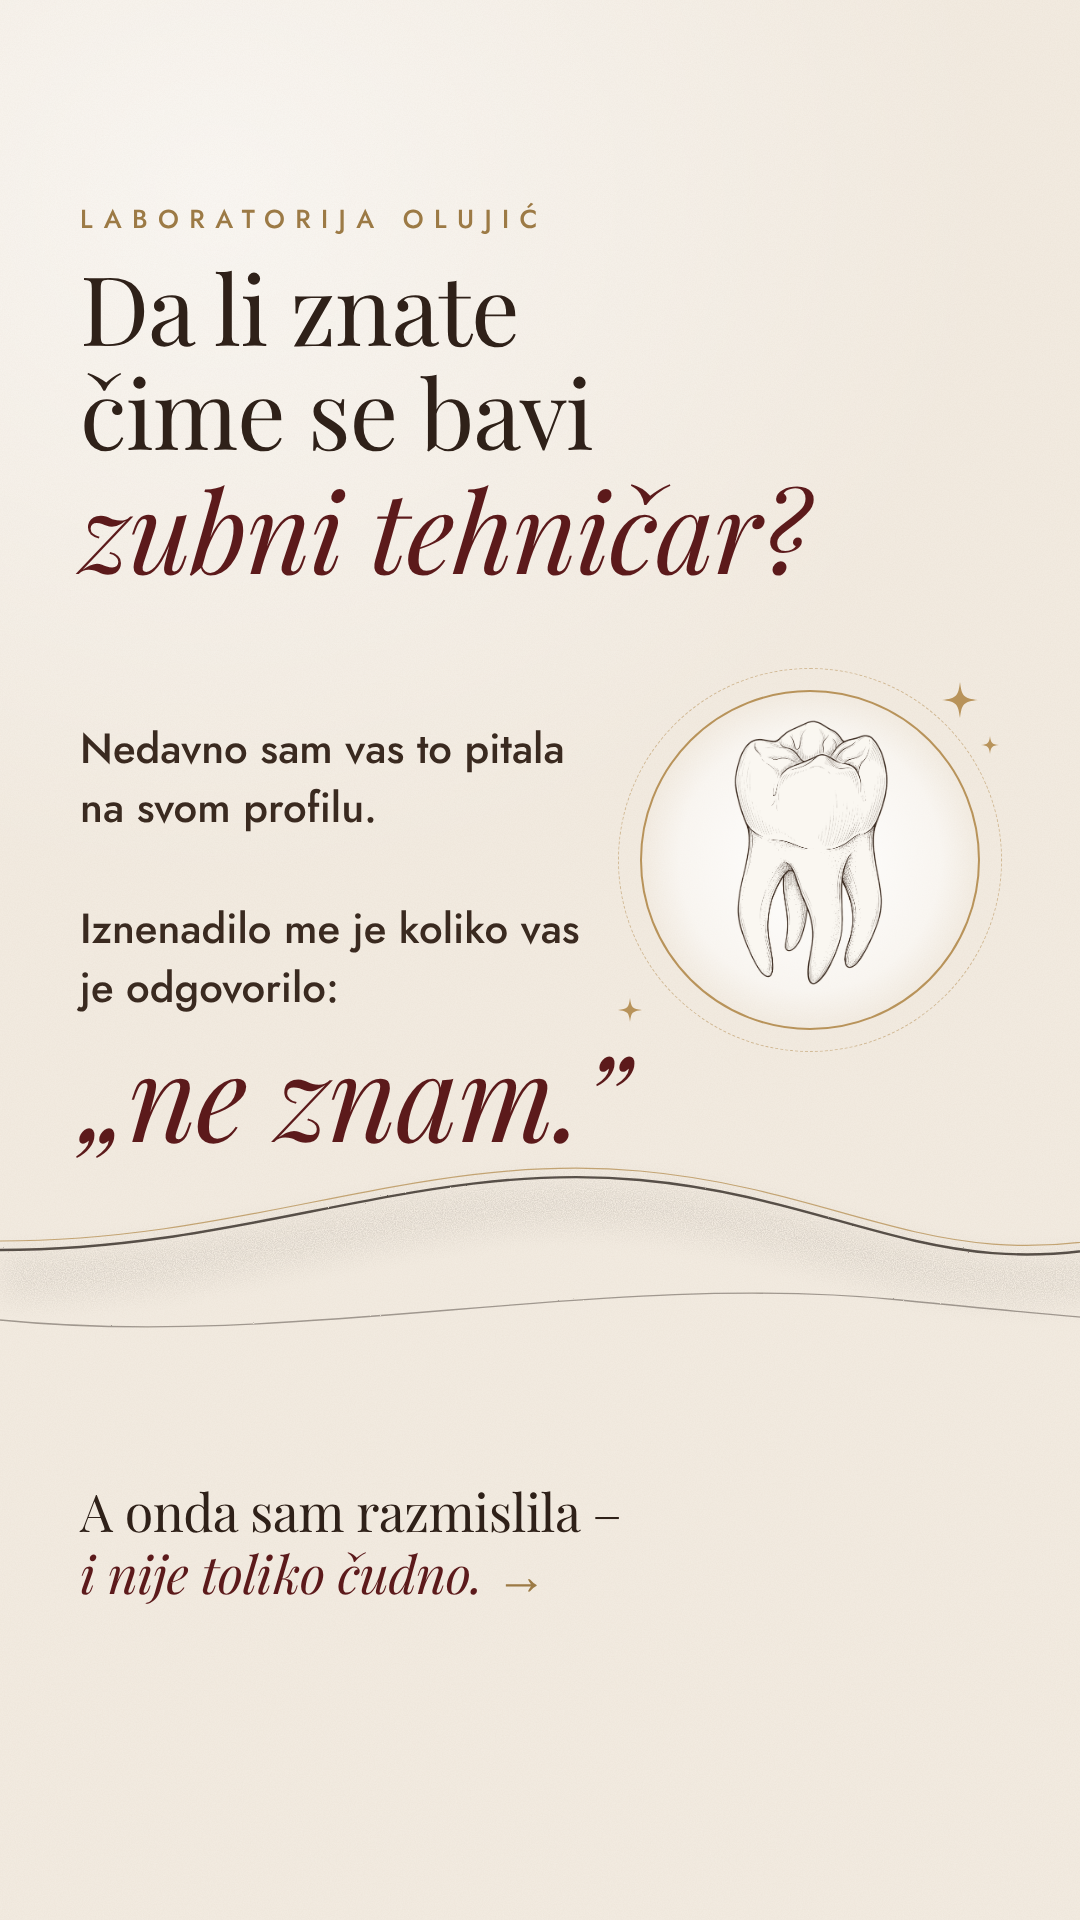 LABORATORIJA OLUJIĆ
Da li znate
čime se bavi
zubni tehničar?
Nedavno sam vas to pitala
na svom profilu.
Iznenadilo me je koliko vas
je odgovorilo:
„ne znam.”
A onda sam razmislila –
i nije toliko čudno. →